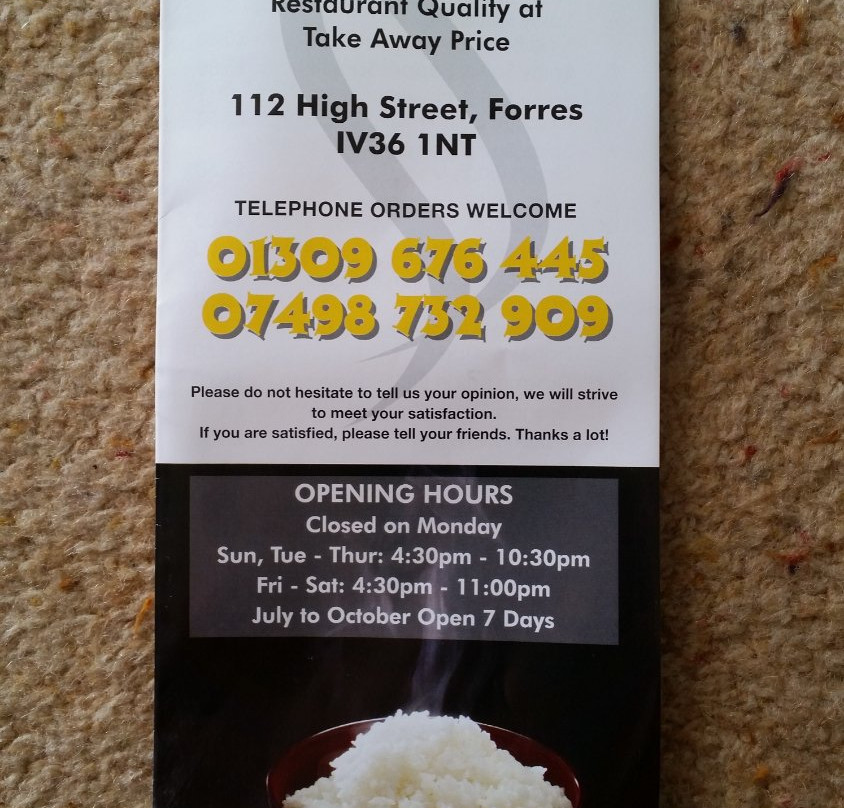 Restaurant Quality at
Take Away Price
112 High Street, Forres
IV36 1NT
TELEPHONE ORDERS WELCOME
01309 676 445
07498 732 909
Please do not hesitate to tell us your opinion, we will strive
to meet your satisfaction.
If you are satisfied, please tell your friends. Thanks a lot!
OPENING HOURS
Closed on Monday
Sun, Tue - Thur: 4:30pm - 10:30pm
Fri - Sat: 4:30pm - 11:00pm
July to October Open 7 Days